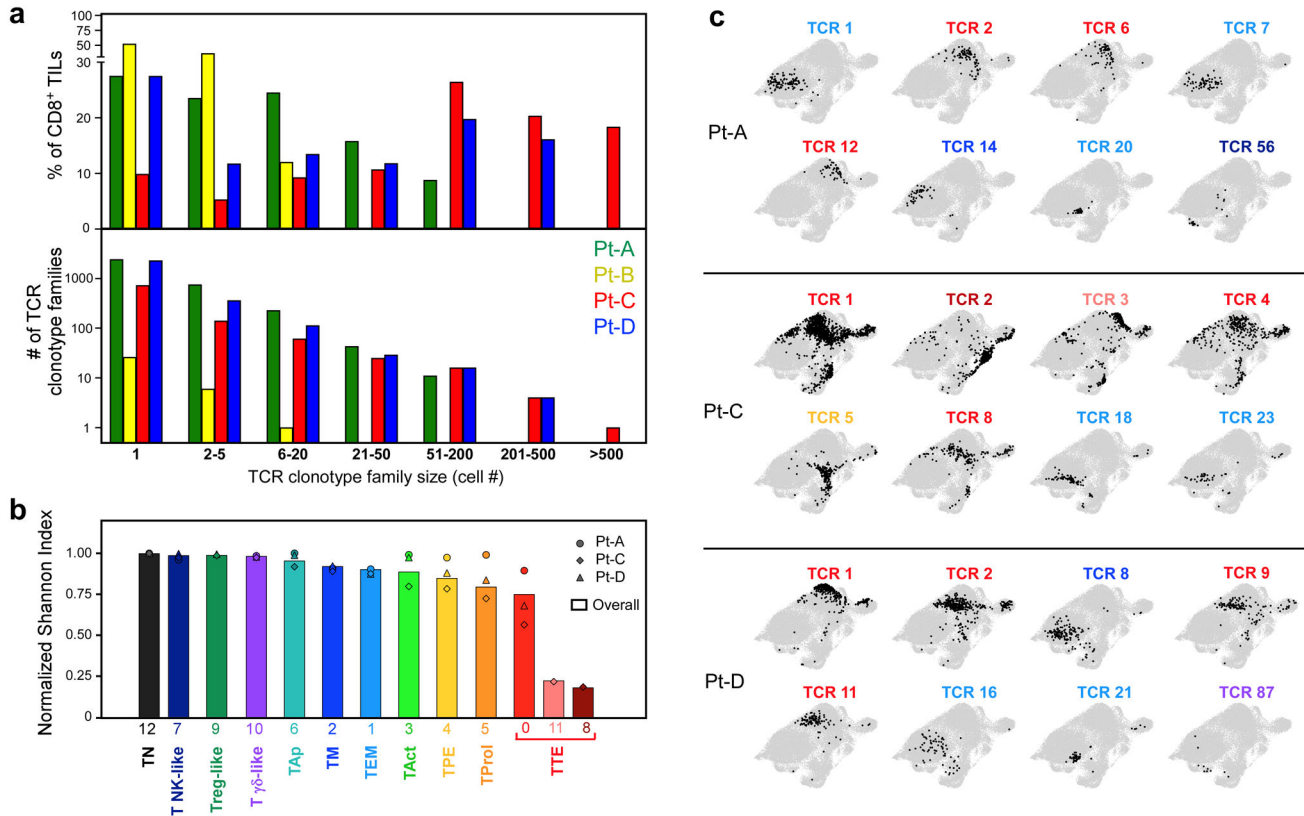 a
% of CD8⁺ TILs
100
75
50
30
20
10
0
# of TCR
clonotype families
1000
100
10
1
Pt-A
Pt-B
Pt-C
Pt-D
1 2-5 6-20 21-50 51-200 201-500 >500
TCR clonotype family size (cell #)
b
Normalized Shannon Index
1.00
0.75
0.50
0.25
0
Pt-A
Pt-C
Pt-D
Overall
12 7 9 10 6 2 1 3 4 5 0 11 8
TN
T NK-like
Treg-like
T γδ-like
TAp
TM
TEM
TAct
TPE
TProl
TTE
c
Pt-A
TCR 1 TCR 2 TCR 6 TCR 7
TCR 12 TCR 14 TCR 20 TCR 56
Pt-C
TCR 1 TCR 2 TCR 3 TCR 4
TCR 5 TCR 8 TCR 18 TCR 23
Pt-D
TCR 1 TCR 2 TCR 8 TCR 9
TCR 11 TCR 16 TCR 21 TCR 87